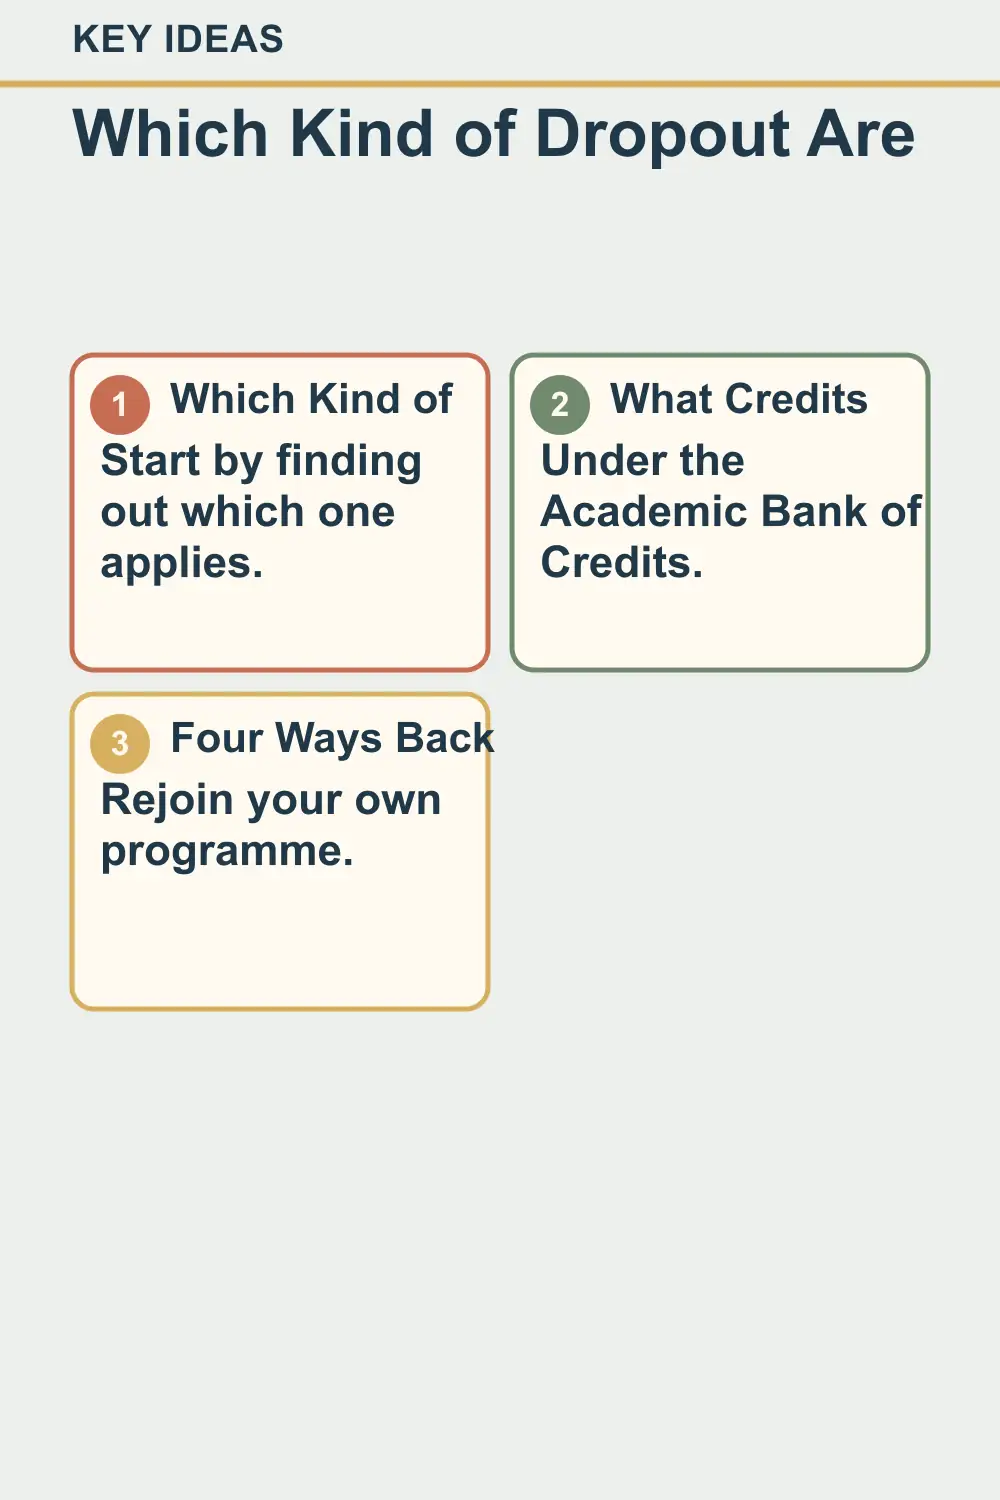 KEY IDEAS
Which Kind of Dropout Are
1
Which Kind of
Start by finding
out which one
applies.
2
What Credits
Under the
Academic Bank of
Credits.
3
Four Ways Back
Rejoin your own
programme.